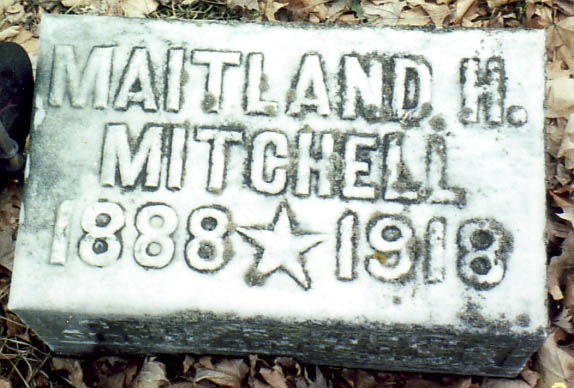 MAITLAND H.
MITCHELL
1888 ★ 1918